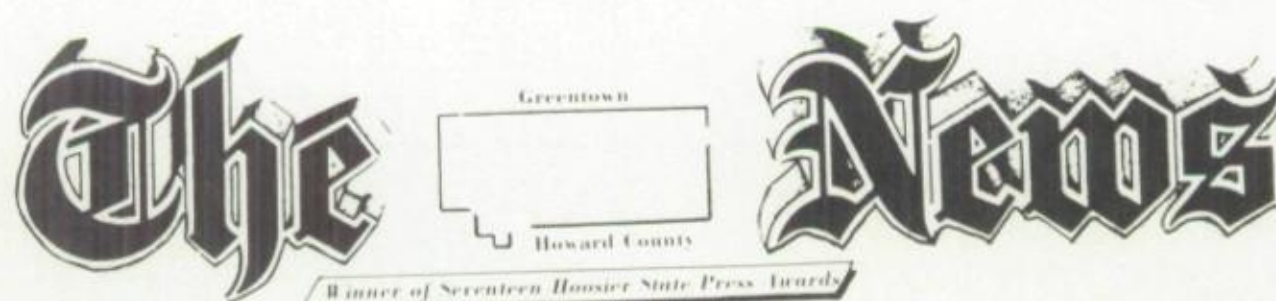 The News
Greentown
Howard County
Winner of Seventeen Hoosier State Press Awards